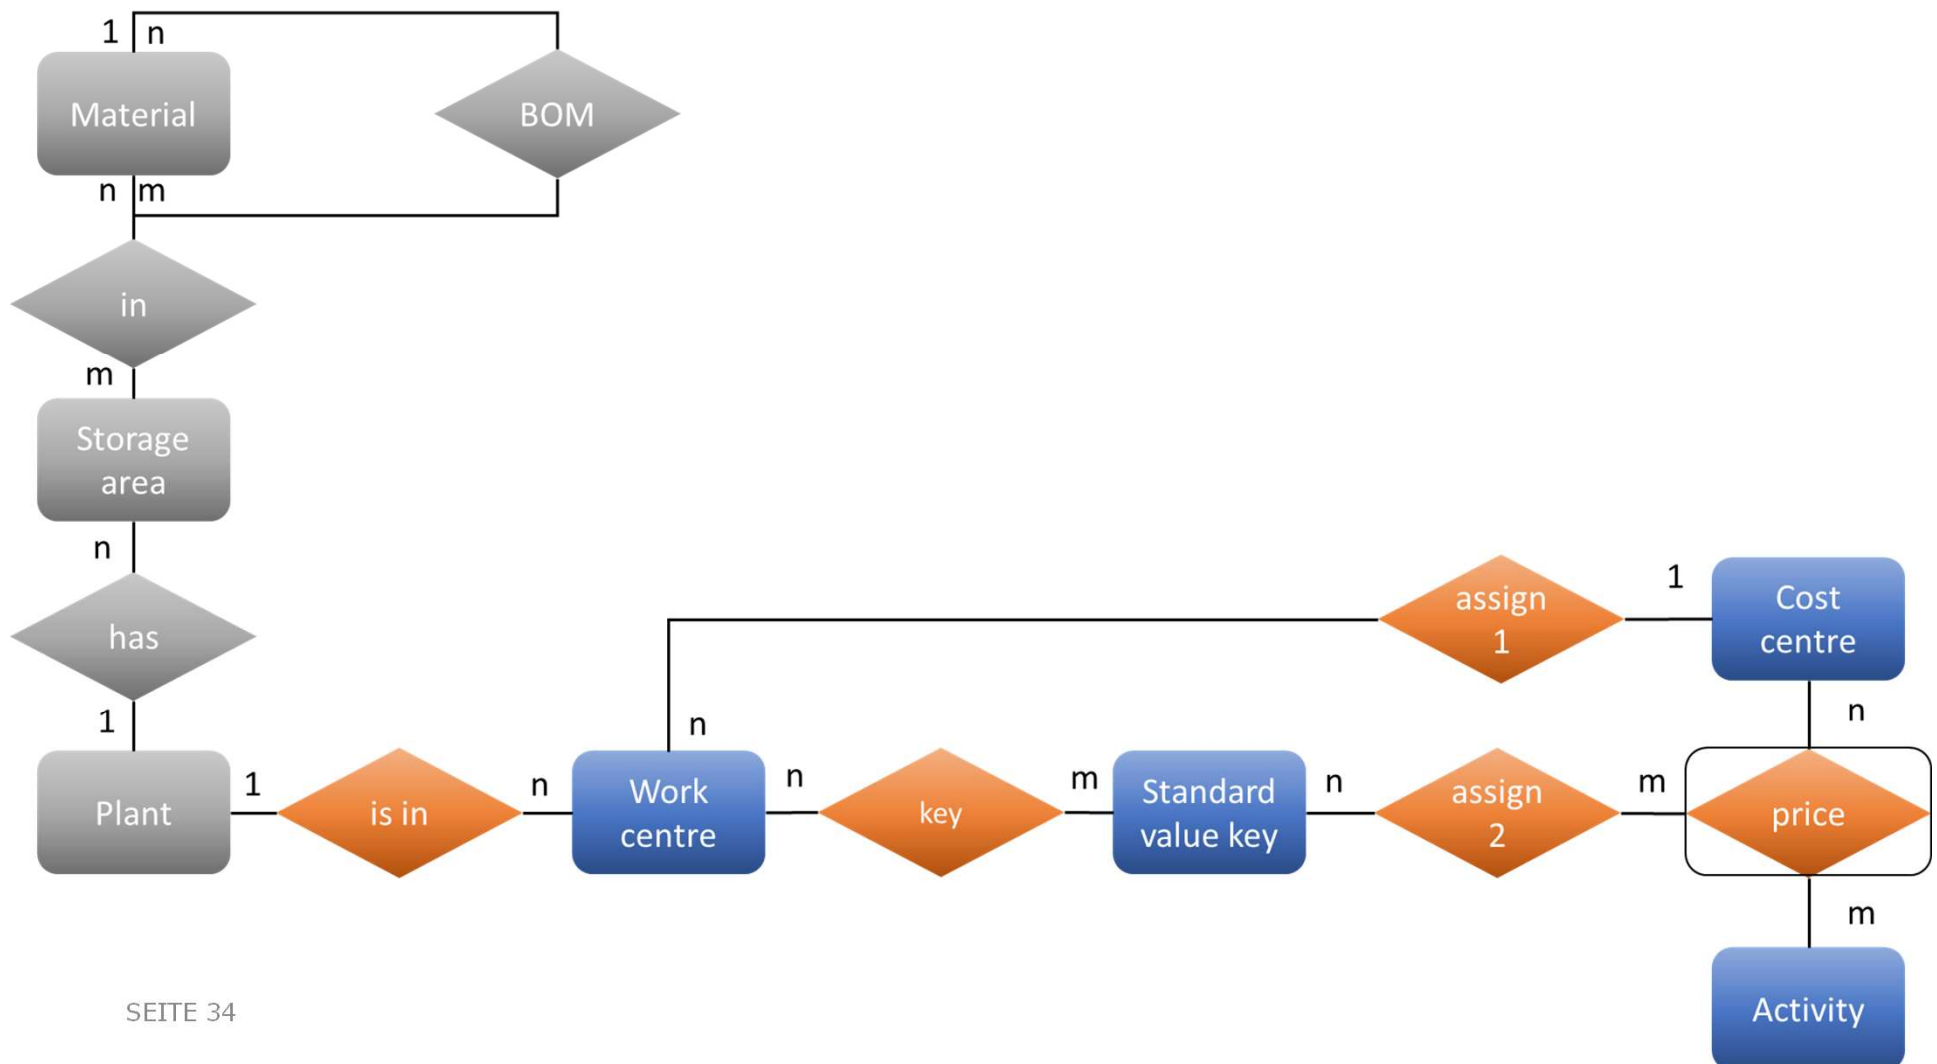 1 n
Material
BOM
n m
in
m
Storage
area
n
has
1
Plant
1
is in
n
Work
centre
n
n
key
m
Standard
value key
n
assign
2
m
price
assign
1
1
Cost
centre
n
m
Activity
SEITE 34